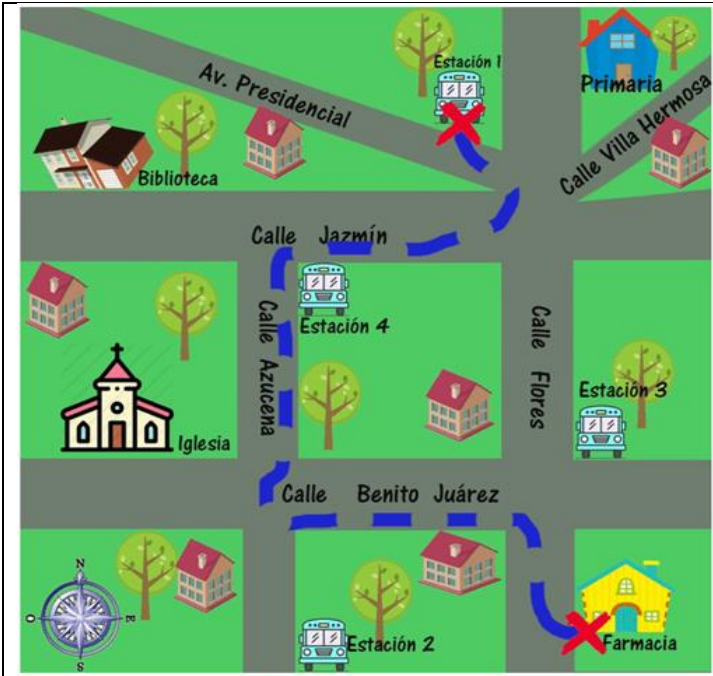 Estación 1
Av. Presidencial
Primaria
Calle Villa Hermosa
Biblioteca
Calle Jazmín
Estación 4
Calle Azucena
Calle Flores
Estación 3
Iglesia
Calle Benito Juárez
N
O
E
S
Estación 2
Farmacia